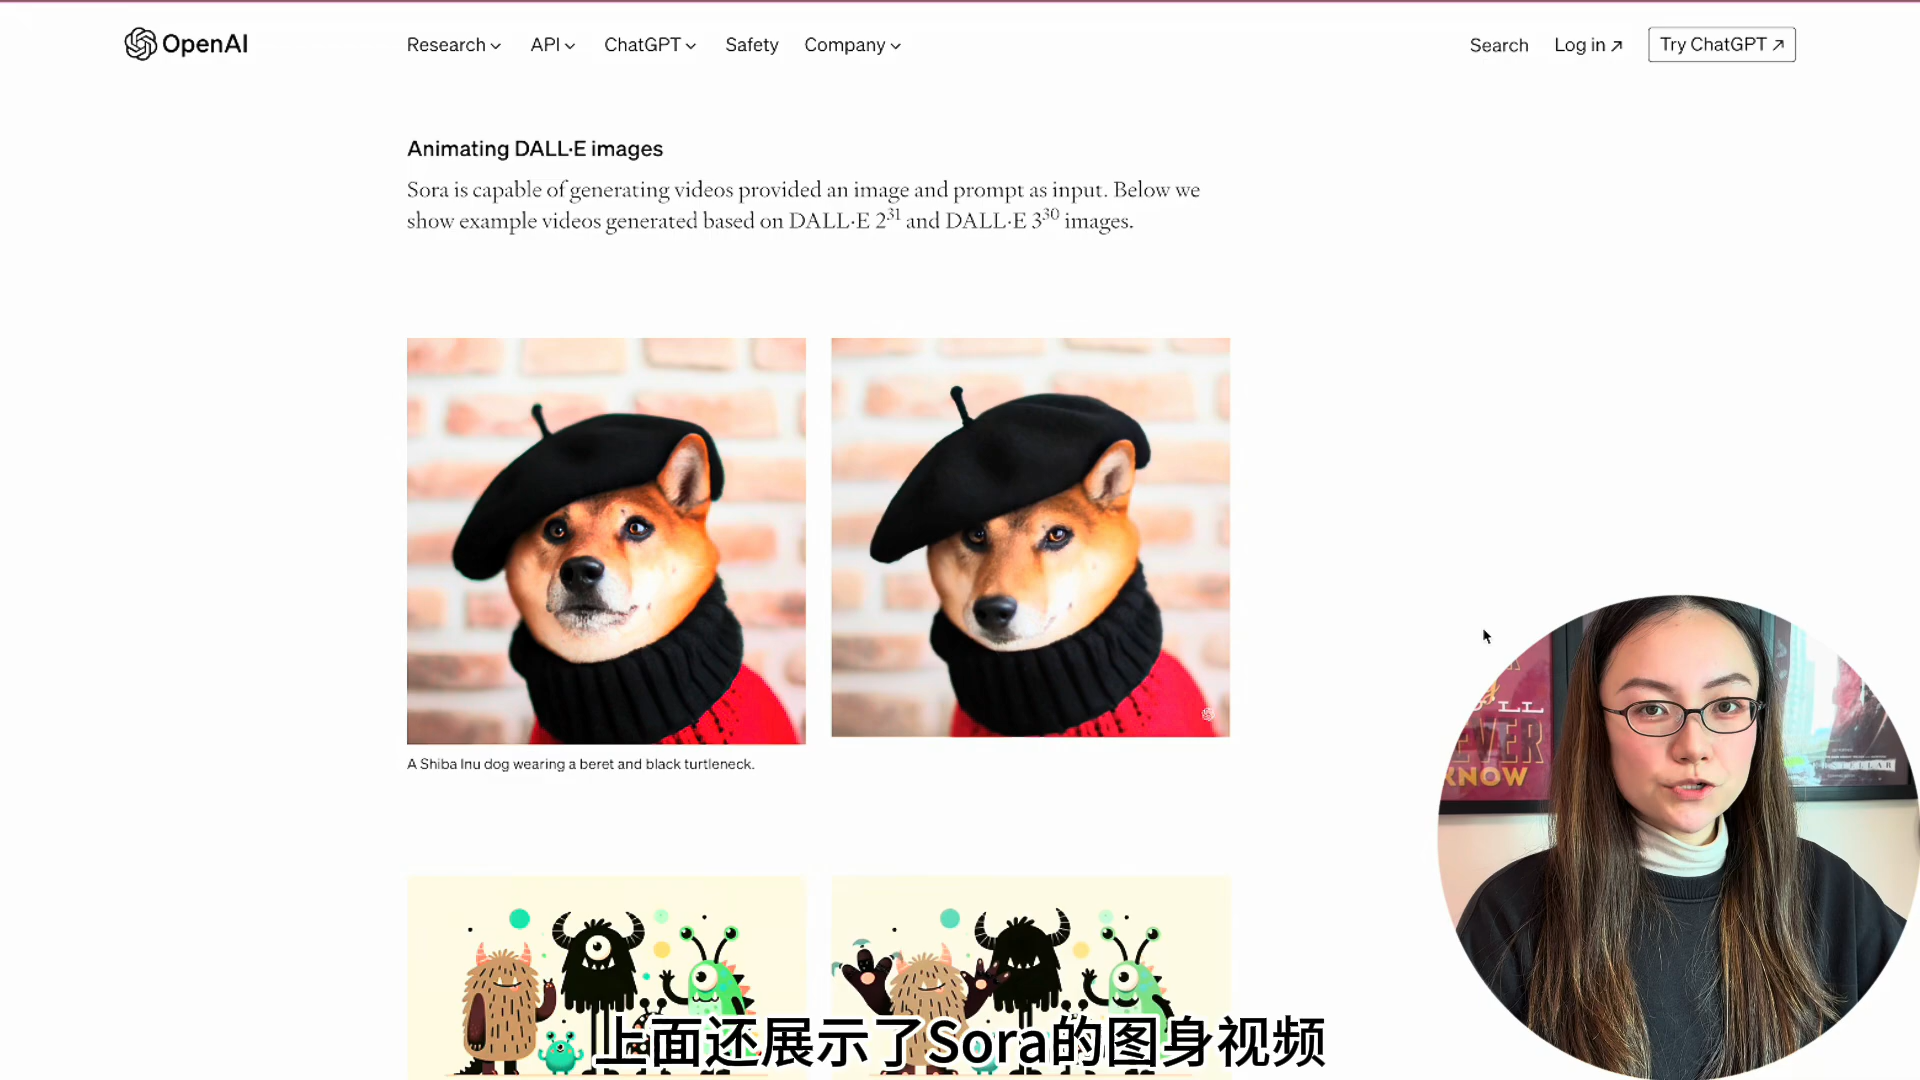 OpenAI
Research API ChatGPT Safety Company
Search Log in ↗ Try ChatGPT ↗
Animating DALL·E images
Sora is capable of generating videos provided an image and prompt as input. Below we
show example videos generated based on DALL·E 2³¹ and DALL·E 3³⁰ images.
A Shiba Inu dog wearing a beret and black turtleneck.
KNOW
上面还展示了Sora的图身视频